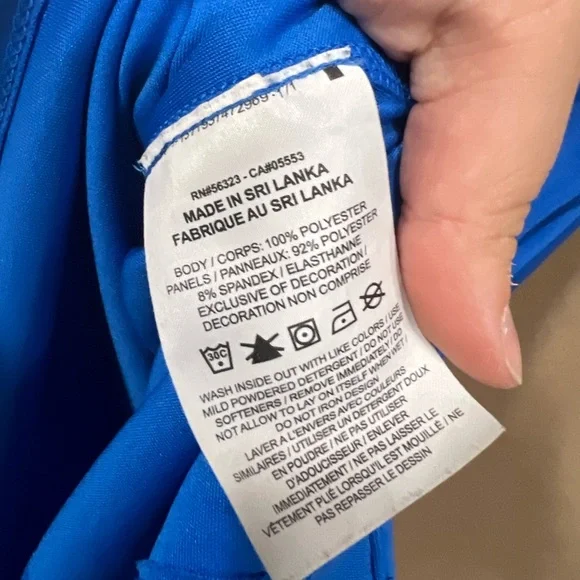 RN#56323 - CA#05553
MADE IN SRI LANKA
FABRIQUE AU SRI LANKA
BODY / CORPS: 100% POLYESTER
PANELS / PANNEAUX: 92% POLYESTER
8% SPANDEX / ELASTHANNE
EXCLUSIVE OF DECORATION /
DECORATION NON COMPRISE
30C
WASH INSIDE OUT WITH LIKE COLORS / USE
MILD POWDERED DETERGENT / DO NOT USE
SOFTENERS / REMOVE IMMEDIATELY / DO
NOT ALLOW TO LAY ON ITSELF WHEN WET /
DO NOT IRON DESIGN
LAVER A L'ENVERS AVEC COULEURS
SIMILAIRES / UTILISER UN DETERGENT DOUX
EN POUDRE / NE PAS UTILISER
D'ADOUCISSEUR / ENLEVER
IMMEDIATEMENT / NE PAS LAISSER LE
VÊTEMENT PLIÉ LORSQU'IL EST MOUILLÉ / NE
PAS REPASSER LE DESSIN